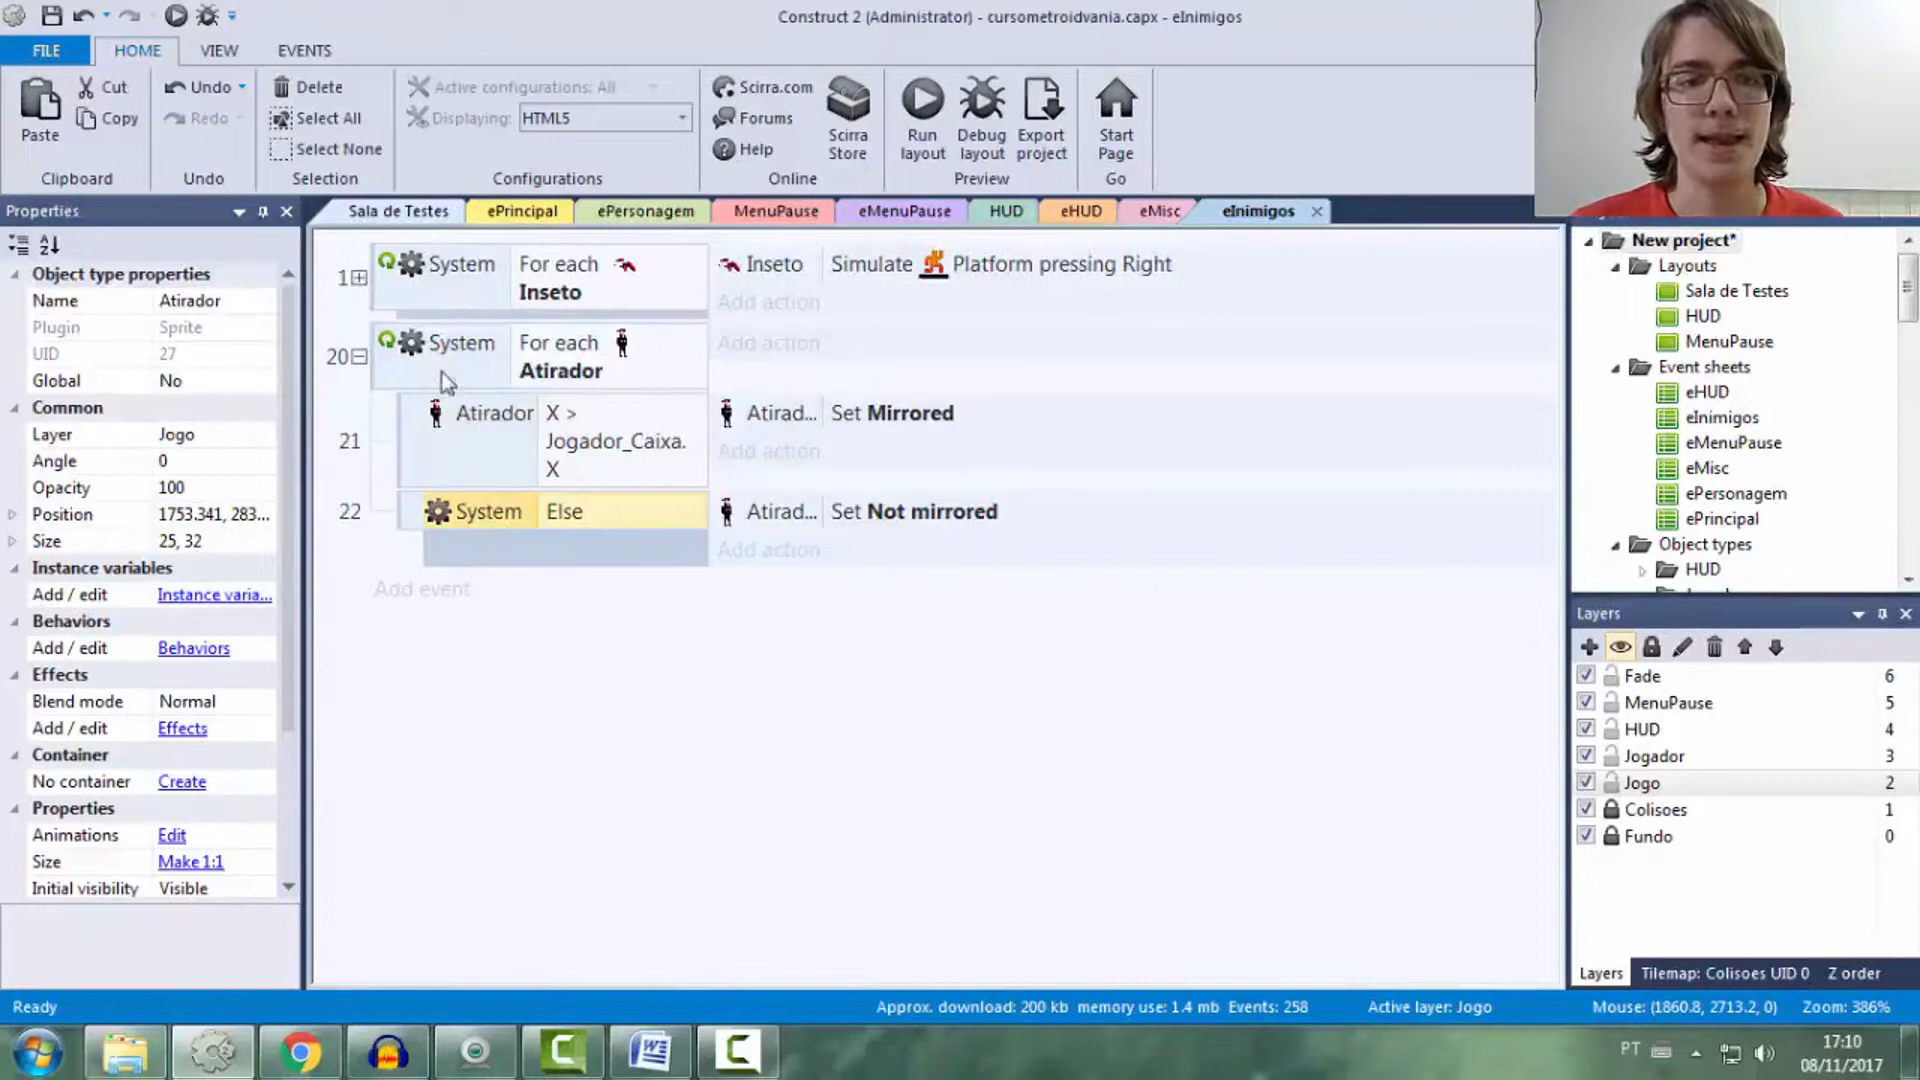 Construct 2 (Administrator) - cursometroidvania.capx - eInimigos
FILE
HOME
VIEW
EVENTS
Paste
Cut
Copy
Clipboard
Undo
Redo
Undo
Delete
Select All
Select None
Selection
Active configurations: All
Displaying:
HTML5
Configurations
Scirra.com
Forums
Help
Scirra Store
Online
Run layout
Debug layout
Export project
Preview
Start Page
Go
Properties
Sala de Testes
ePrincipal
ePersonagem
MenuPause
eMenuPause
HUD
eHUD
eMisc
eInimigos
Object type properties
Name Atirador
Plugin Sprite
UID 27
Global No
Common
Layer Jogo
Angle 0
Opacity 100
Position 1753.341, 283...
Size 25, 32
Instance variables
Add / edit Instance varia...
Behaviors
Add / edit Behaviors
Effects
Blend mode Normal
Add / edit Effects
Container
No container Create
Properties
Animations Edit
Size Make 1:1
Initial visibility Visible
1 System For each Inseto
Inseto Simulate Platform pressing Right
Add action
20 System For each Atirador
Add action
21 Atirador X > Jogador_Caixa.X
Atirad... Set Mirrored
Add action
22 System Else
Atirad... Set Not mirrored
Add action
Add event
New project*
Layouts
Sala de Testes
HUD
MenuPause
Event sheets
eHUD
eInimigos
eMenuPause
eMisc
ePersonagem
ePrincipal
Object types
HUD
Layers
Fade 6
MenuPause 5
HUD 4
Jogador 3
Jogo 2
Colisoes 1
Fundo 0
Layers
Tilemap: Colisoes UID 0
Z order
Ready
Approx. download: 200 kb memory use: 1.4 mb Events: 258
Active layer: Jogo
Mouse: (1860.8, 2713.2, 0)
Zoom: 386%
PT
17:10
08/11/2017